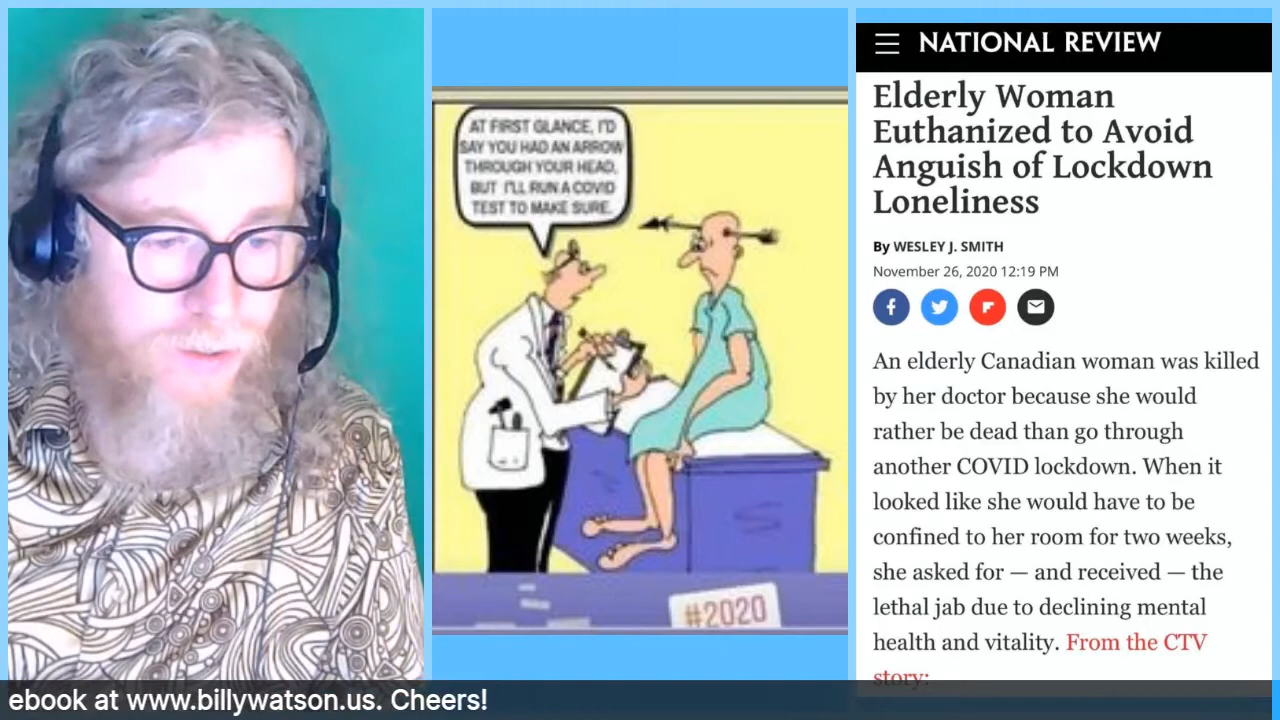 AT FIRST GLANCE, I'D
SAY YOU HAD AN ARROW
THROUGH YOUR HEAD,
BUT I'LL RUN A COVID
TEST TO MAKE SURE.
#2020
NATIONAL REVIEW
Elderly Woman
Euthanized to Avoid
Anguish of Lockdown
Loneliness
By WESLEY J. SMITH
November 26, 2020 12:19 PM
An elderly Canadian woman was killed
by her doctor because she would
rather be dead than go through
another COVID lockdown. When it
looked like she would have to be
confined to her room for two weeks,
she asked for — and received — the
lethal jab due to declining mental
health and vitality. From the CTV
story:
ebook at www.billywatson.us. Cheers!